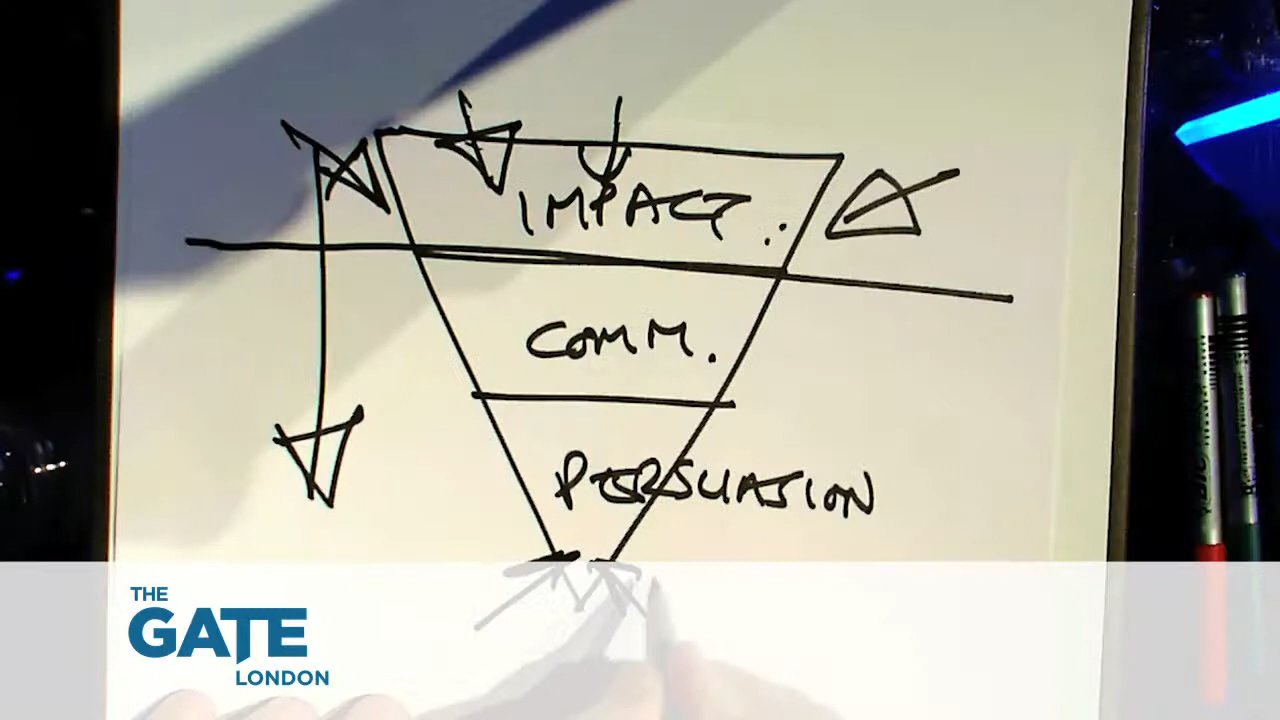 IMPACT.
COMM.
PERSUASION
THE
GATE
LONDON